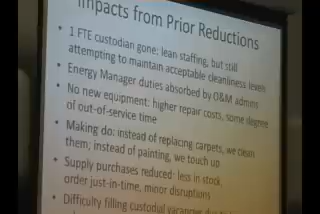 Impacts from Prior Reductions
• 1 FTE custodian gone: lean staffing, but still
attempting to maintain acceptable cleanliness levels
• Energy Manager duties absorbed by O&M admins
• No new equipment: higher repair costs, some degree
of out-of-service time
• Making do: instead of replacing carpets, we clean
them; instead of painting, we touch up
• Supply purchases reduced: less in stock,
order just-in-time, minor disruptions
• Difficulty filling custodial vacancies due